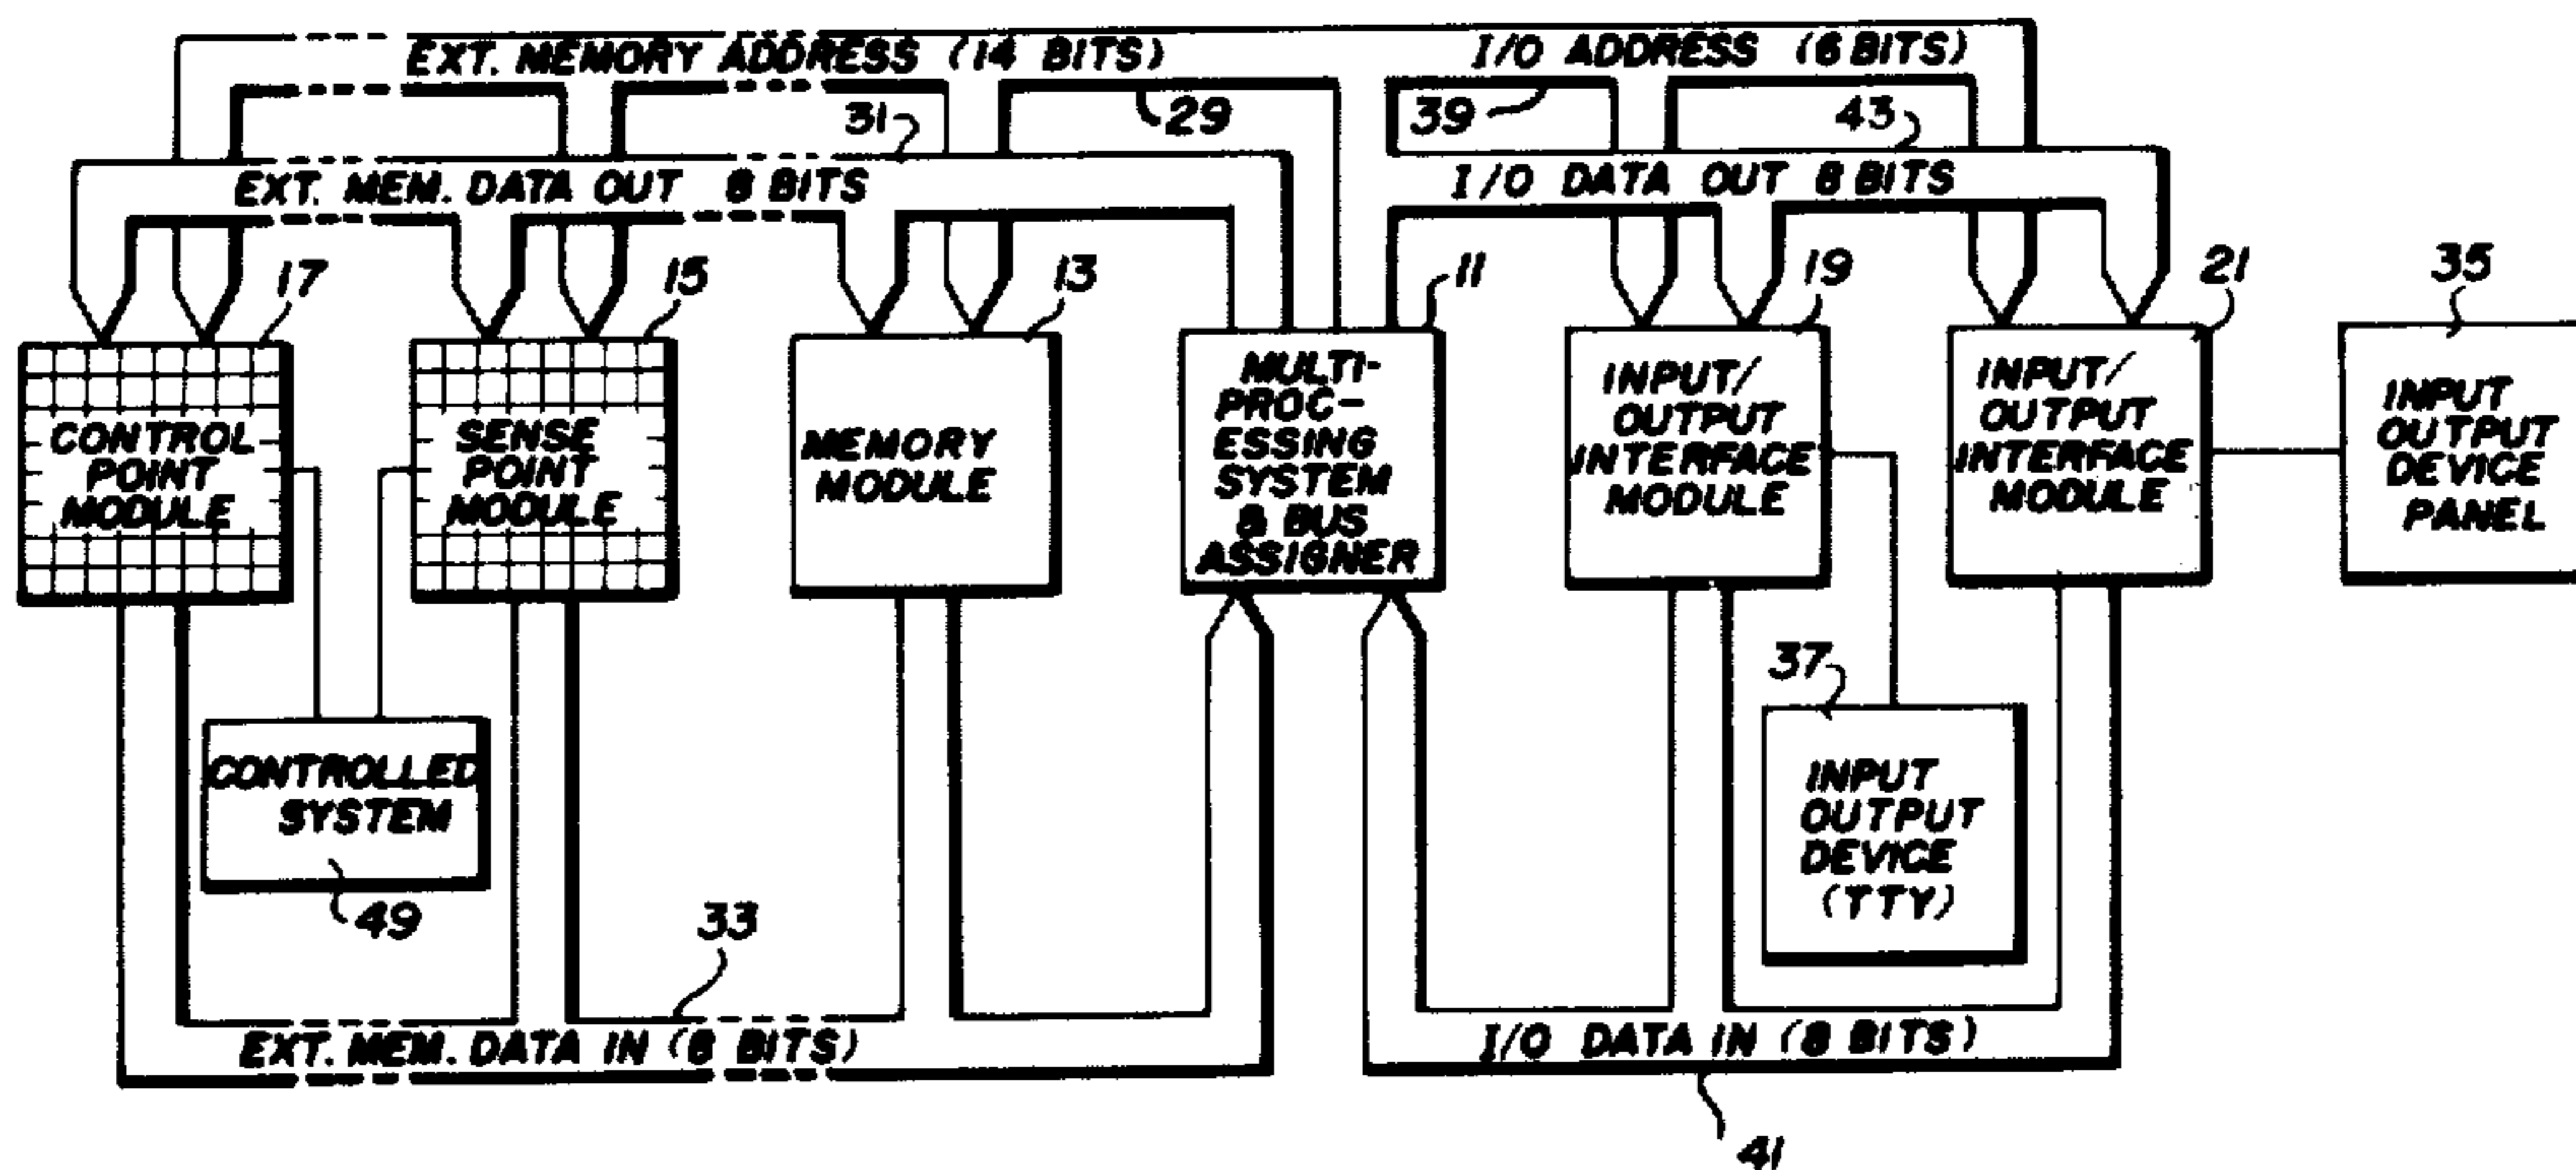 EXT. MEMORY ADDRESS (14 BITS)
I/O ADDRESS (6 BITS)
31
29
39
43
EXT. MEM. DATA OUT 8 BITS
I/O DATA OUT 8 BITS
17
15
13
11
19
21
35
CONTROL
POINT
MODULE
SENSE
POINT
MODULE
MEMORY
MODULE
MULTI-
PROC-
ESSING
SYSTEM
& BUS
ASSIGNER
INPUT/
OUTPUT
INTERFACE
MODULE
INPUT/
OUTPUT
INTERFACE
MODULE
INPUT
OUTPUT
DEVICE
PANEL
37
CONTROLLED
SYSTEM
49
INPUT
OUTPUT
DEVICE
(TTY)
33
EXT. MEM. DATA IN (8 BITS)
I/O DATA IN (8 BITS)
41